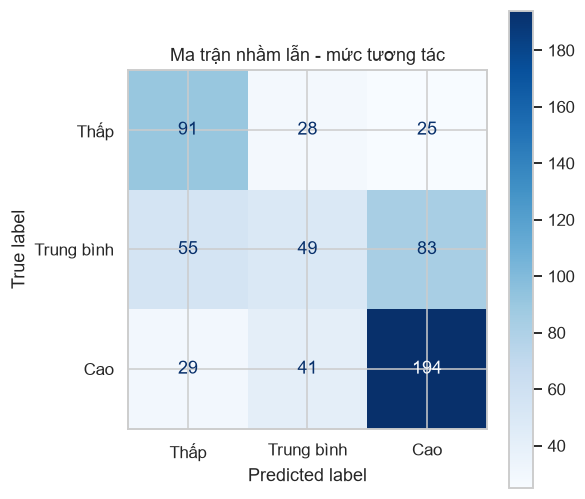 Ma trận nhầm lẫn - mức tương tác
Thấp
91
28
25
Trung bình
55
49
83
Cao
29
41
194
Thấp
Trung bình
Cao
Predicted label
True label
180
160
140
120
100
80
60
40